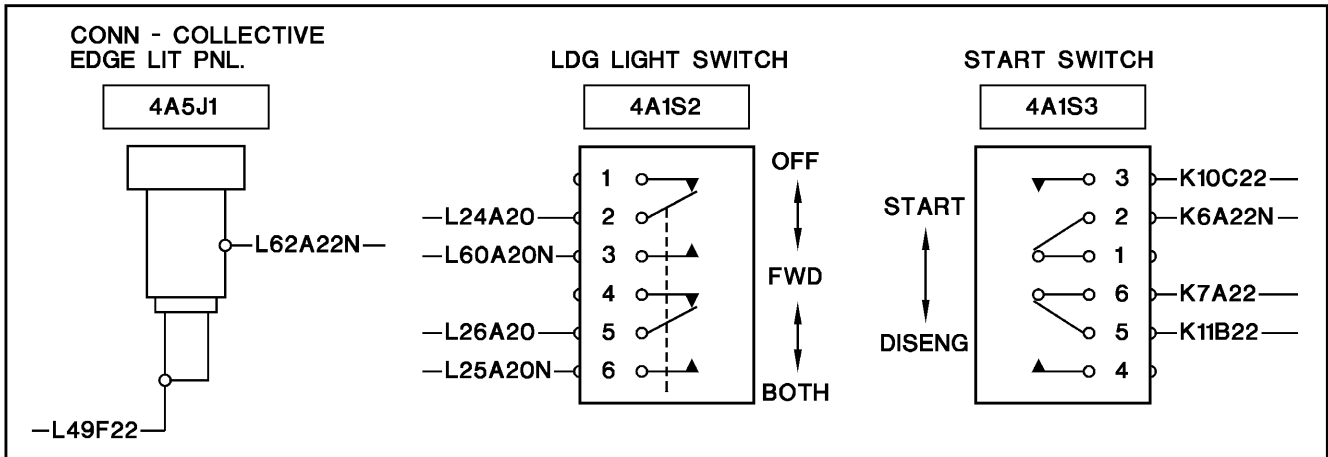 CONN - COLLECTIVE
EDGE LIT PNL.
4A5J1
L62A22N
L49F22
LDG LIGHT SWITCH
4A1S2
1
L24A20 2
L60A20N 3
4
L26A20 5
L25A20N 6
OFF
FWD
BOTH
START SWITCH
4A1S3
START
DISENG
3 K10C22
2 K6A22N
1
6 K7A22
5 K11B22
4